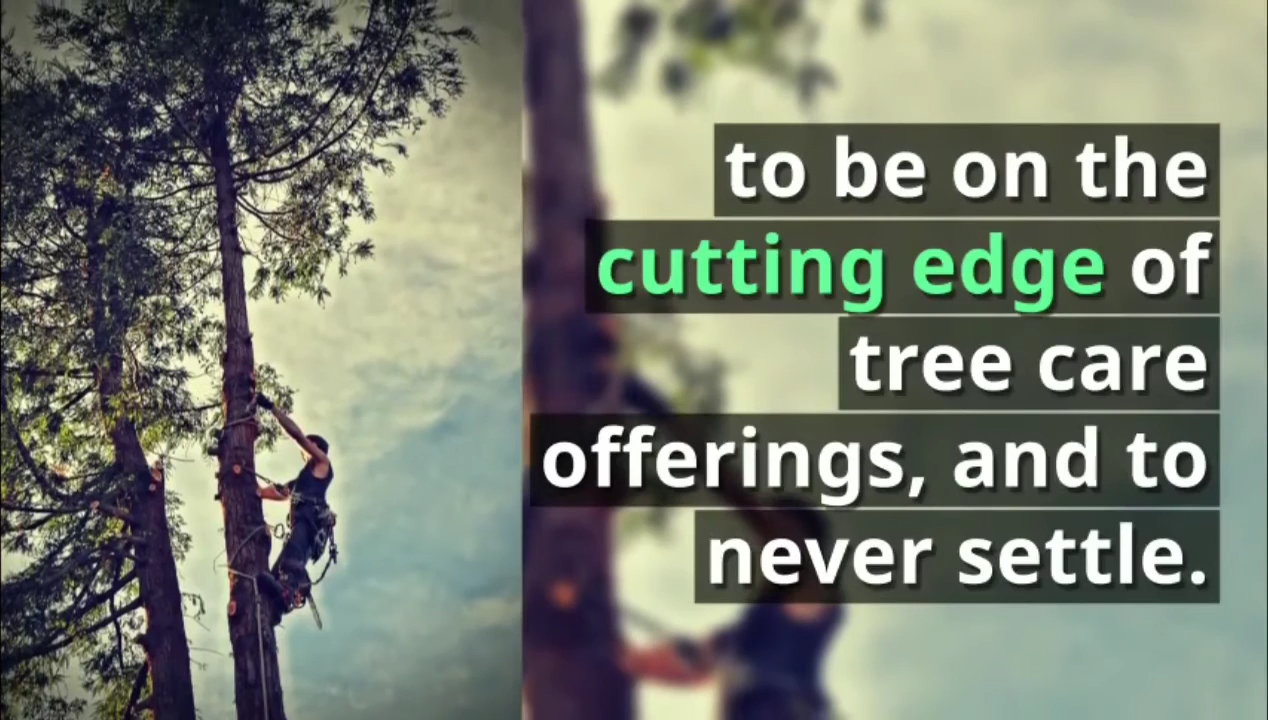 to be on the
cutting edge of
tree care
offerings, and to
never settle.